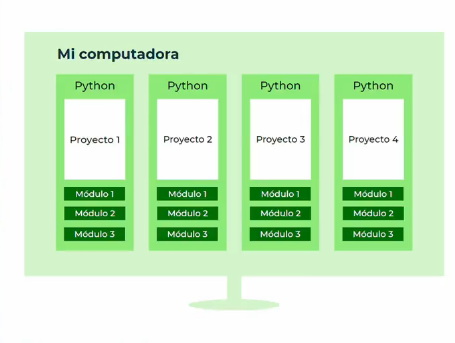 Mi computadora
Python
Proyecto 1
Módulo 1
Módulo 2
Módulo 3
Python
Proyecto 2
Módulo 1
Módulo 2
Módulo 3
Python
Proyecto 3
Módulo 1
Módulo 2
Módulo 3
Python
Proyecto 4
Módulo 1
Módulo 2
Módulo 3